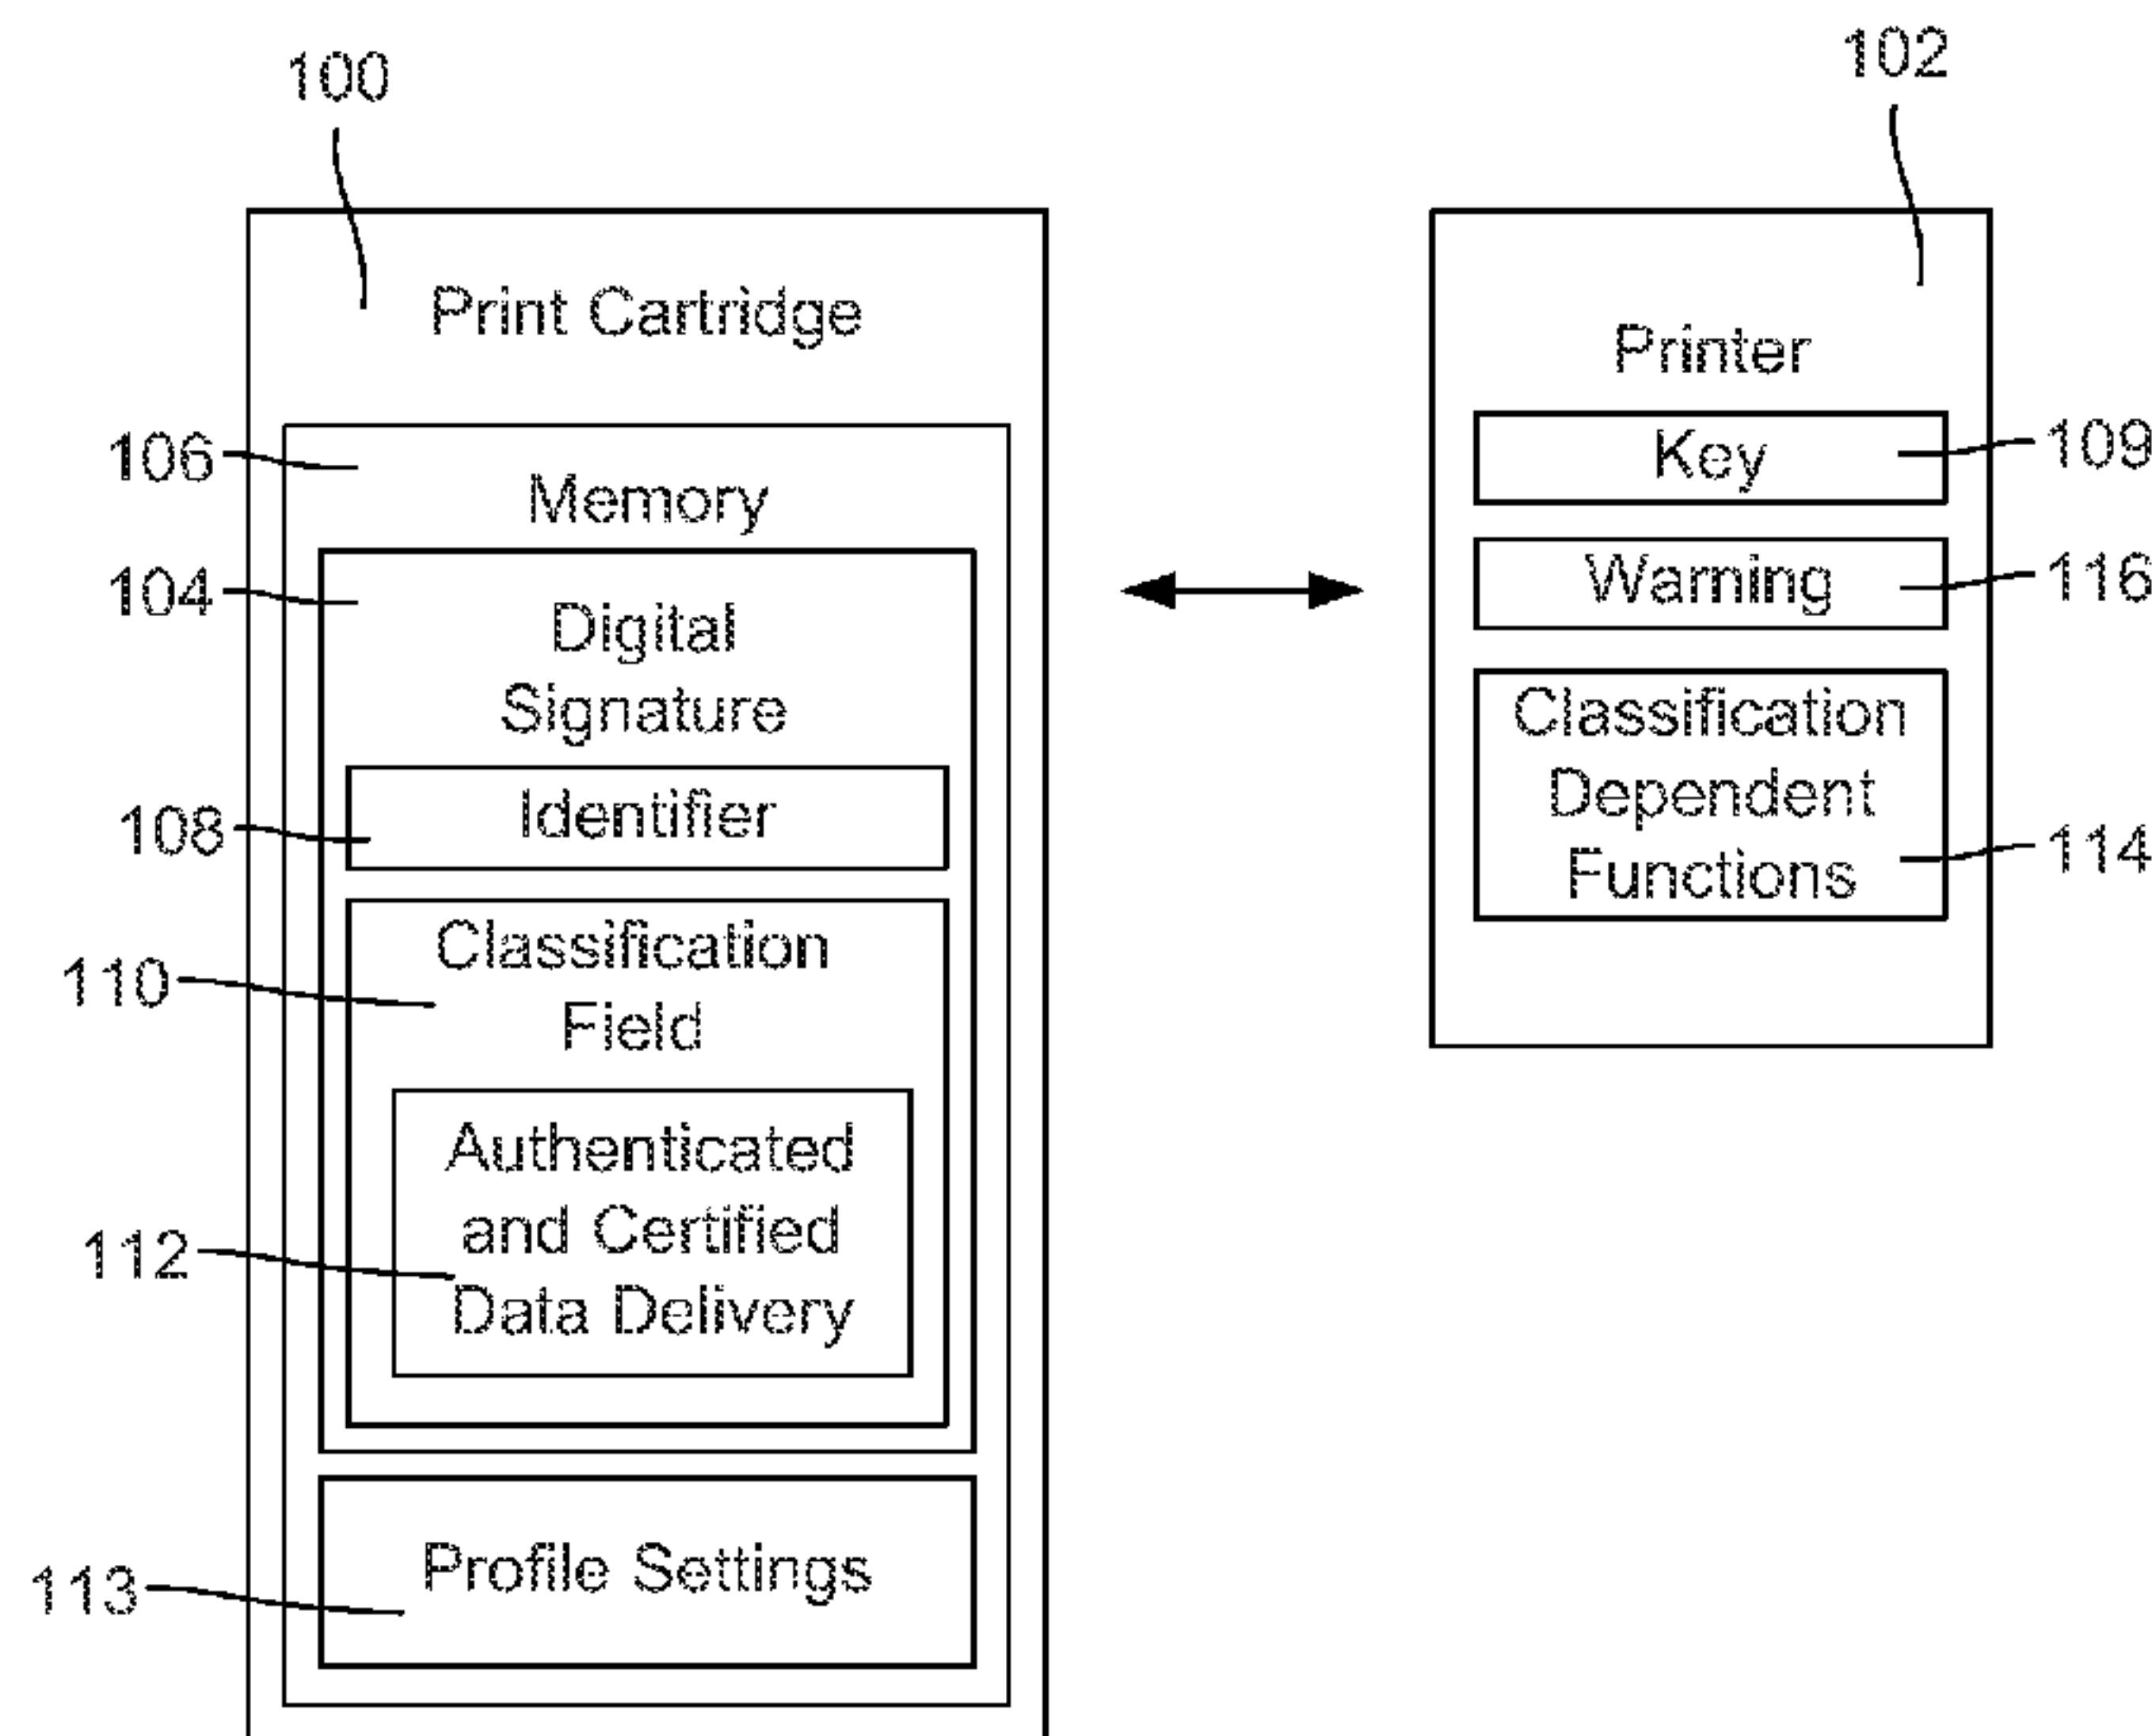 100
Print Cartridge
106
Memory
104
Digital
Signature
108
Identifier
110
Classification
Field
112
Authenticated
and Certified
Data Delivery
113
Profile Settings
102
Printer
Key
109
Warning
116
Classification
Dependent
Functions
114